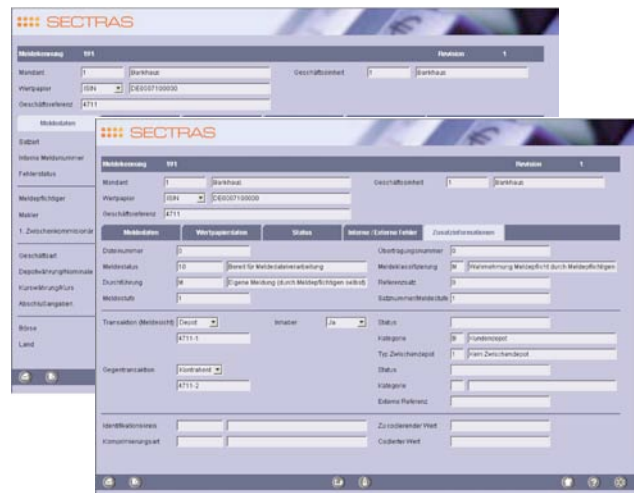 SECTRAS
Meldekennung 191 Revision 1
Mandant 1 Bankhaus Geschäftseinheit 1 Bankhaus
Wertpapier ISIN DE0007100000
Geschäftsreferenz 4711
Meldedaten
Satzart
Interne Meldenummer
Fehlerstatus
Meldepflichtiger
Makler
1. Zwischenkommissionär
Geschäftsart
Depotwährung/Nominale
Kurswährung/Kurs
Abschlußangaben
Börse
Land
SECTRAS
Meldekennung 191 Revision 1
Mandant 1 Bankhaus Geschäftseinheit 1 Bankhaus
Wertpapier ISIN DE0007100000
Geschäftsreferenz 4711
Meldedaten Wertpapierdaten Status Interne / Externe Fehler Zusatzinformationen
Dateinummer 0 Übertragungsnummer 0
Meldestatus 10 Bereit für Meldedatenverarbeitung Meldeklassifizierung M Wahrnehmung Meldepflicht durch Meldepflichtigen
Durchführung M Eigene Meldung (durch Meldepflichtigen selbst) Referenzsatz 0
Meldestufe 1 Satznummer/Meldestufe 1
Transaktion (Meldesicht) Depot Inhaber Ja Status
4711-1 Kategorie B Kundendepot
Typ Zwischendepot 1 Kein Zwischendepot
Gegentransaktion Kontrahent Status
4711-2 Kategorie
Externe Referenz
Identifikationskreis Zu codierender Wert
Komprimierungsart Codierter Wert